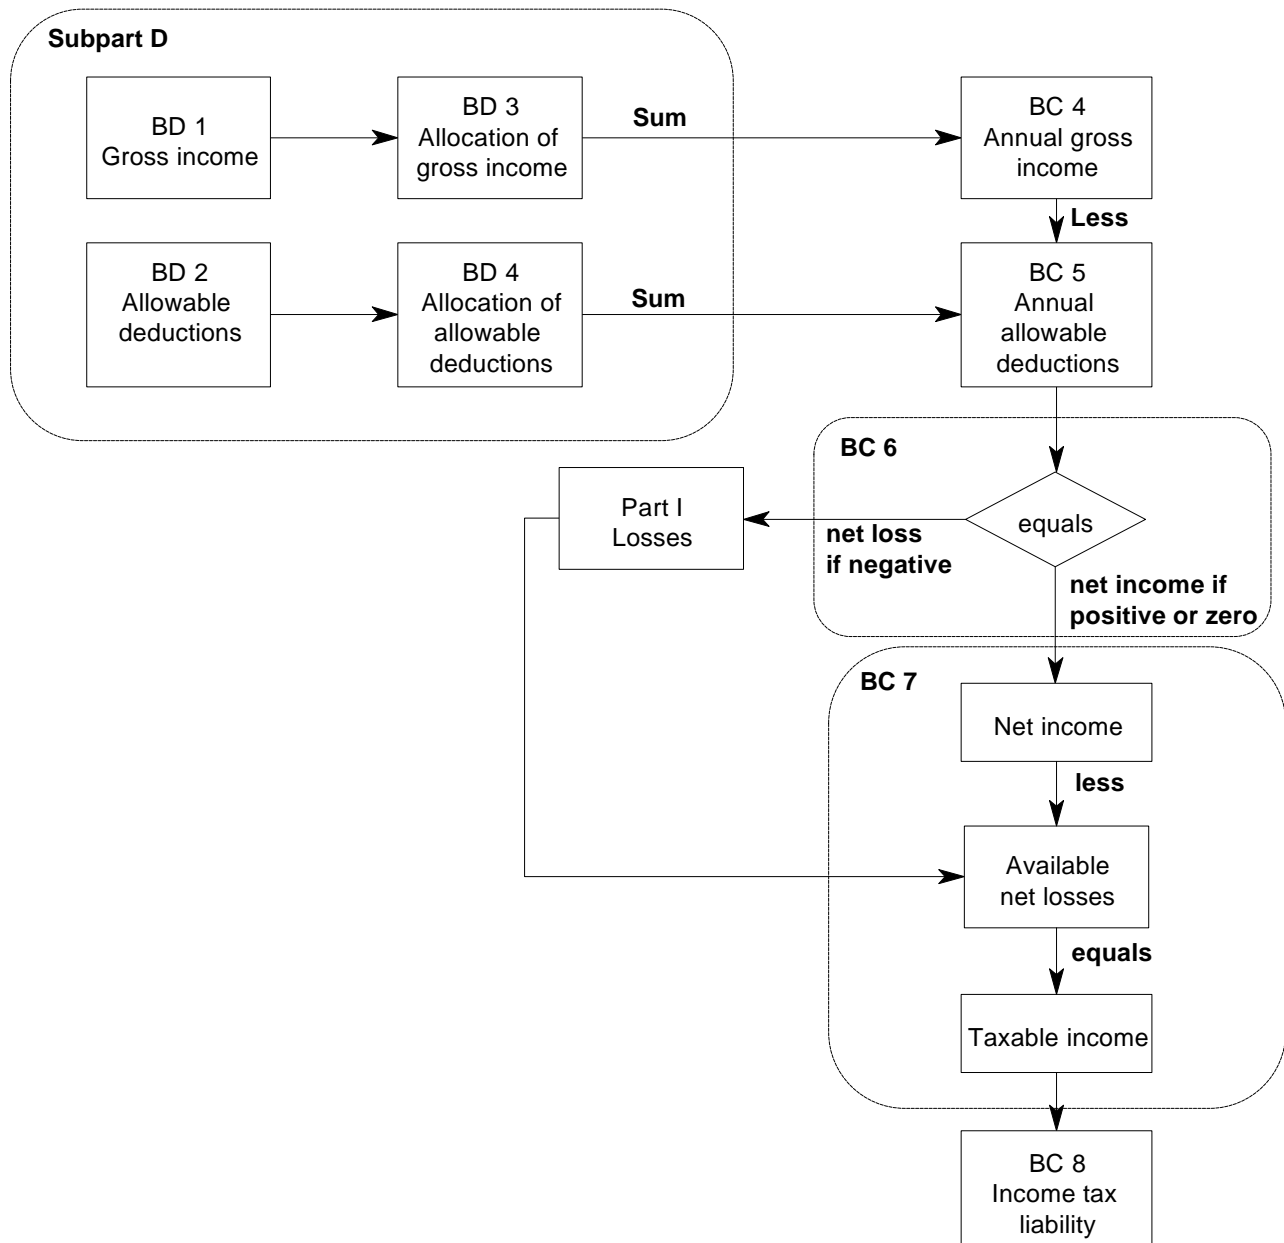 Subpart D
BD 1
Gross income
BD 3
Allocation of
gross income
Sum
BC 4
Annual gross
income
Less
BD 2
Allowable
deductions
BD 4
Allocation of
allowable
deductions
Sum
BC 5
Annual
allowable
deductions
BC 6
equals
net loss
if negative
Part I
Losses
net income if
positive or zero
BC 7
Net income
less
Available
net losses
equals
Taxable income
BC 8
Income tax
liability